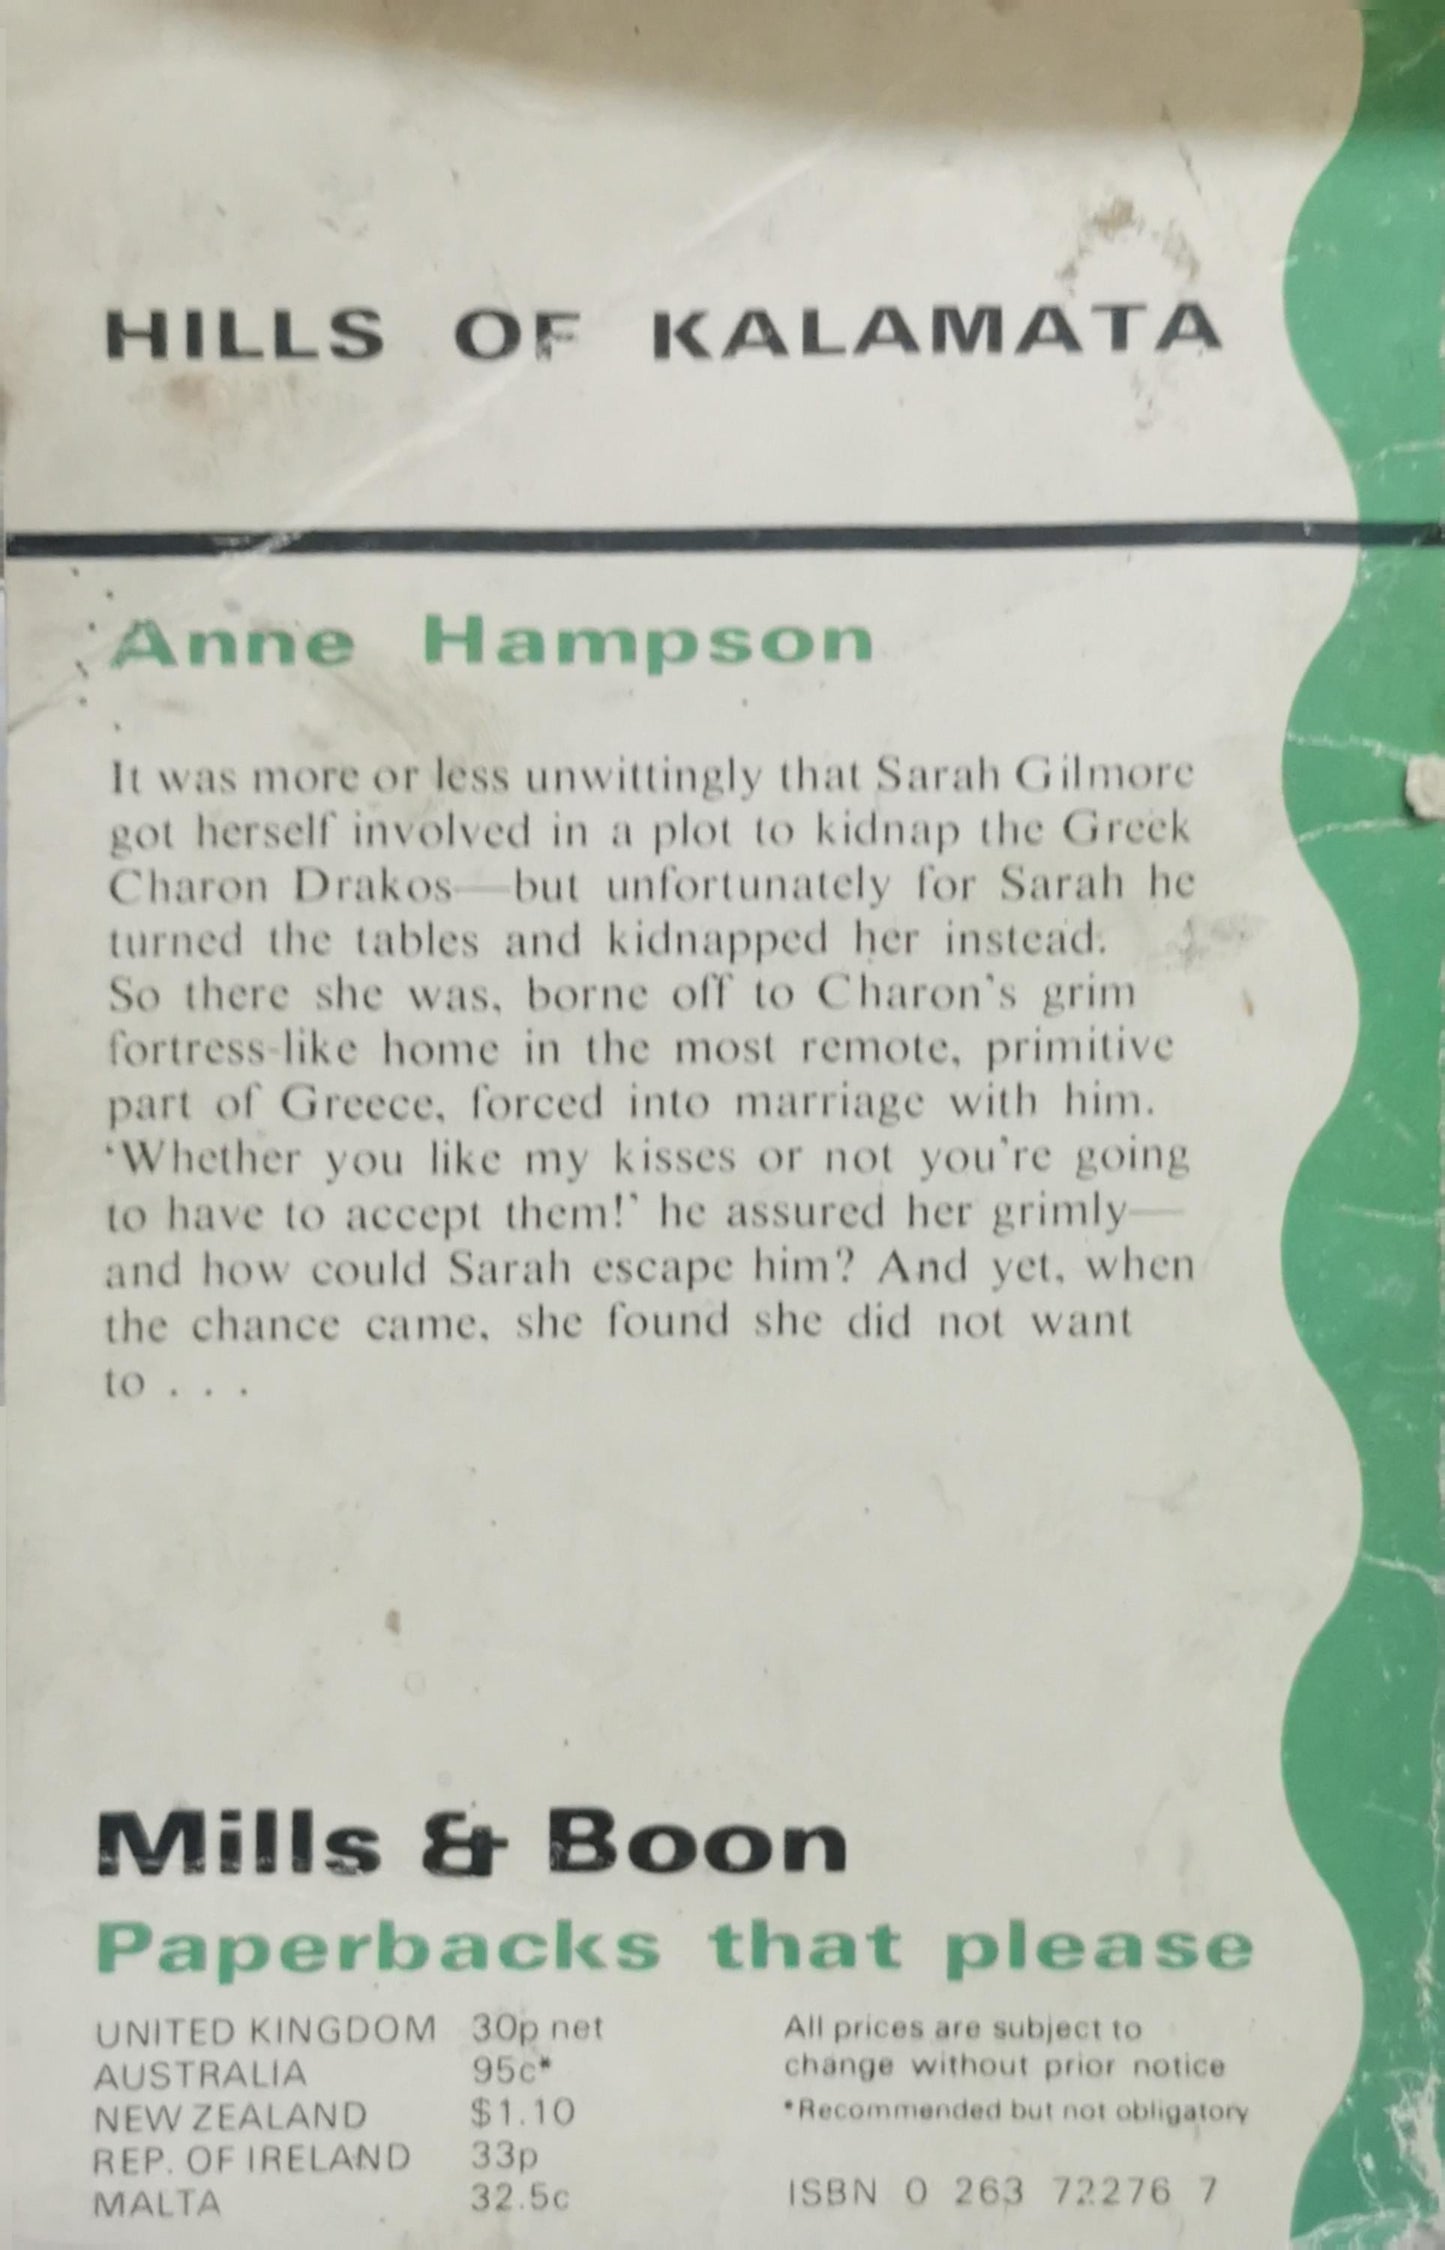 HILLS OF KALAMATA
Anne Hampson
It was more or less unwittingly that Sarah Gilmore
got herself involved in a plot to kidnap the Greek
Charon Drakos—but unfortunately for Sarah he
turned the tables and kidnapped her instead.
So there she was, borne off to Charon's grim
fortress-like home in the most remote, primitive
part of Greece, forced into marriage with him.
'Whether you like my kisses or not you're going
to have to accept them!' he assured her grimly—
and how could Sarah escape him? And yet, when
the chance came, she found she did not want
to . . .
Mills & Boon
Paperbacks that please
UNITED KINGDOM 30p net
AUSTRALIA 95c*
NEW ZEALAND $1.10
REP. OF IRELAND 33p
MALTA 32.5c
All prices are subject to
change without prior notice
*Recommended but not obligatory
ISBN 0 263 72276 7